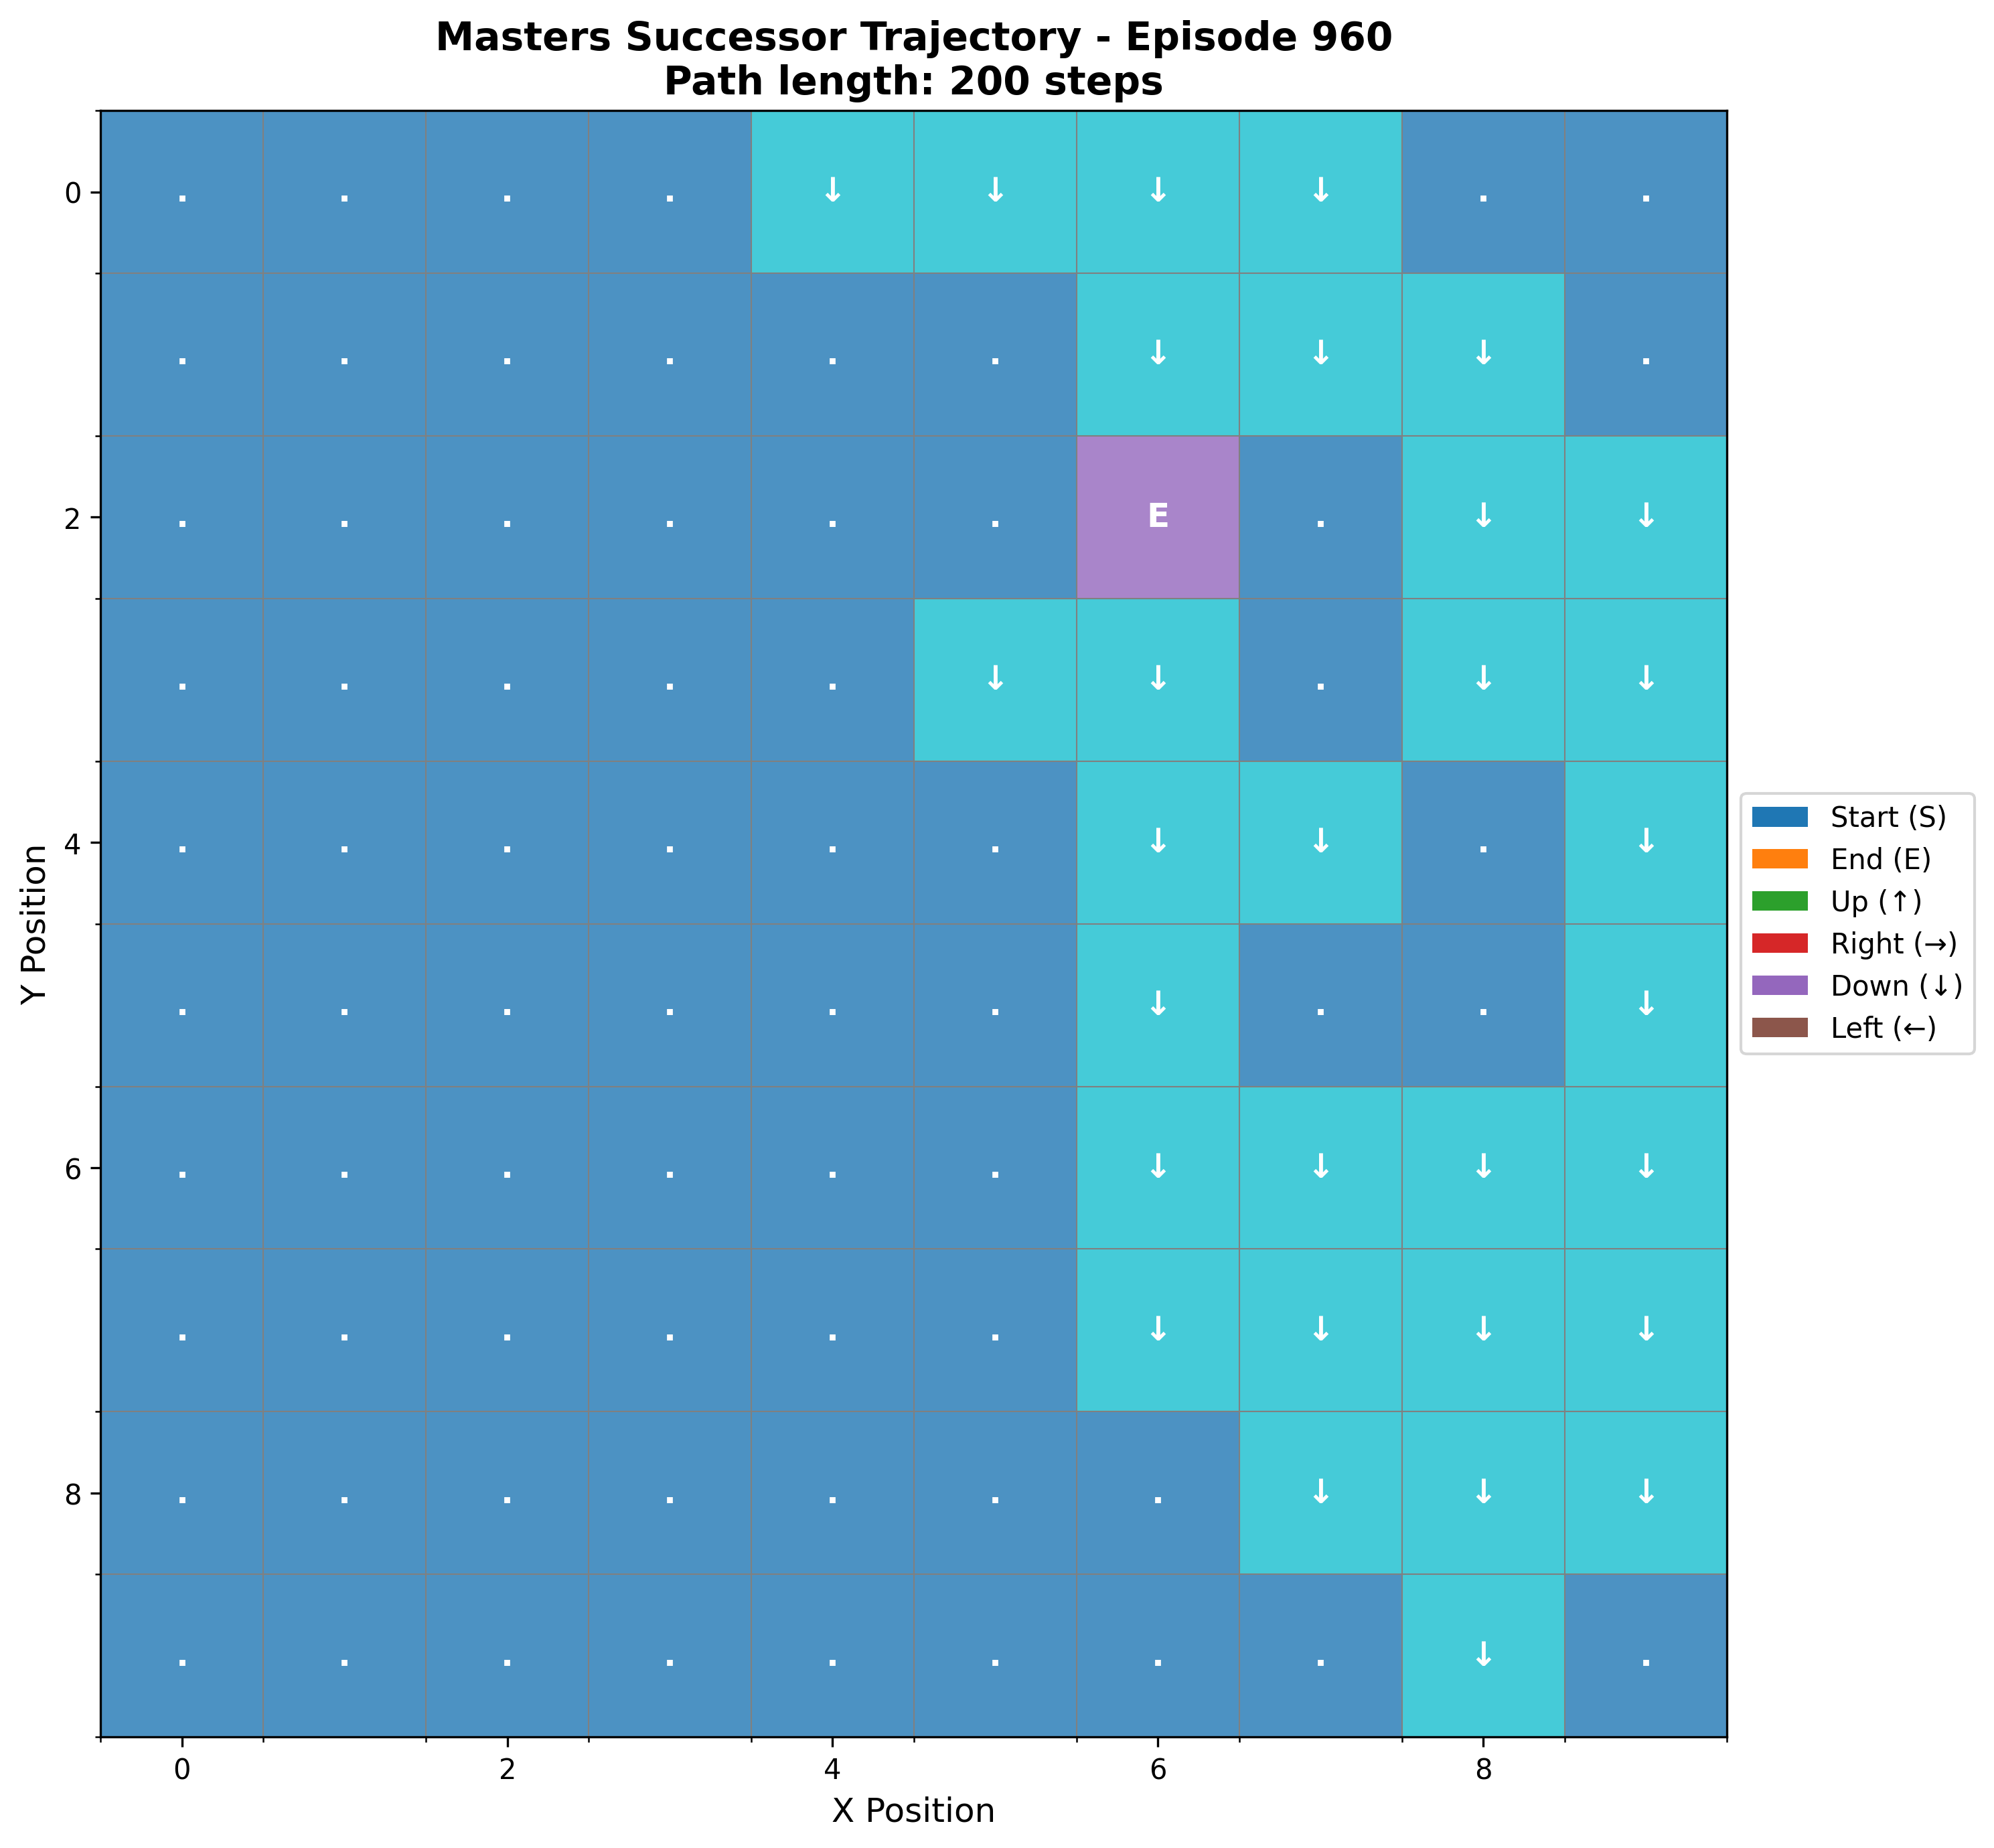 Masters Successor Trajectory - Episode 960
Path length: 200 steps
0 . . . . ↓ ↓ ↓ ↓ . .
. . . . . . ↓ ↓ ↓ .
2 . . . . . . E . ↓ ↓
. . . . . ↓ ↓ . ↓ ↓
4 . . . . . . ↓ ↓ . ↓
. . . . . . ↓ . . ↓
6 . . . . . . ↓ ↓ ↓ ↓
. . . . . . ↓ ↓ ↓ ↓
8 . . . . . . . ↓ ↓ ↓
. . . . . . . . ↓ .
0 2 4 6 8
X Position
Y Position
Start (S)
End (E)
Up (↑)
Right (→)
Down (↓)
Left (←)